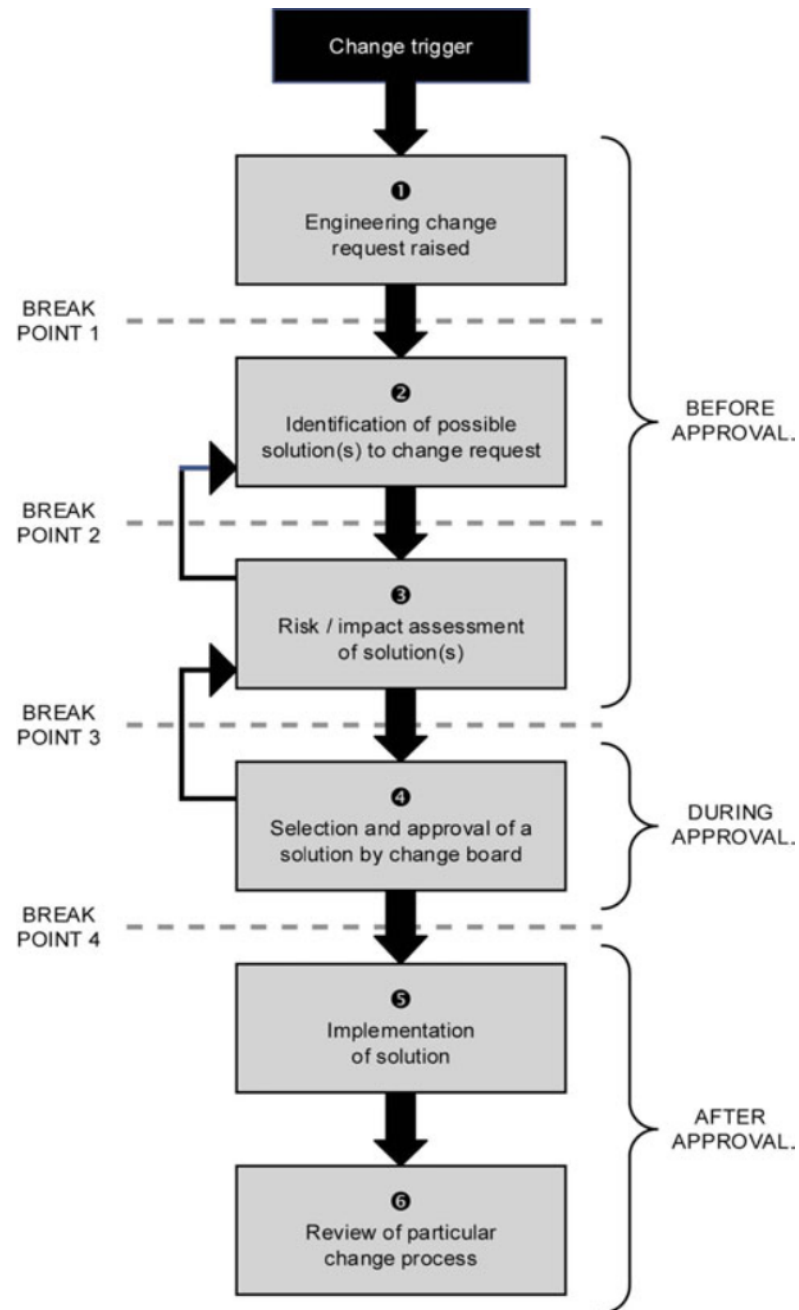 Change trigger
❶
Engineering change
request raised
BREAK
POINT 1
❷
Identification of possible
solution(s) to change request
BEFORE
APPROVAL.
BREAK
POINT 2
❸
Risk / impact assessment
of solution(s)
BREAK
POINT 3
❹
Selection and approval of a
solution by change board
DURING
APPROVAL.
BREAK
POINT 4
❺
Implementation
of solution
AFTER
APPROVAL.
❻
Review of particular
change process